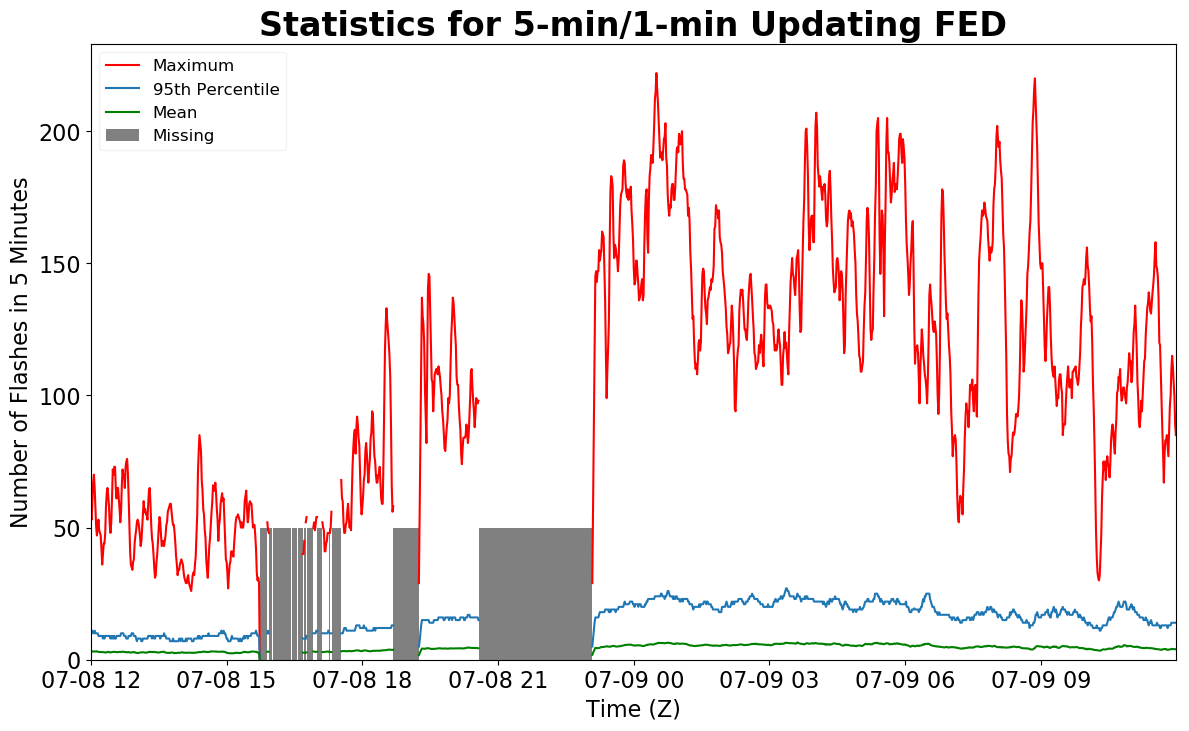 Statistics for 5-min/1-min Updating FED
Maximum
95th Percentile
Mean
Missing
Number of Flashes in 5 Minutes
200
150
100
50
0
07-08 12 07-08 15 07-08 18 07-08 21 07-09 00 07-09 03 07-09 06 07-09 09
Time (Z)